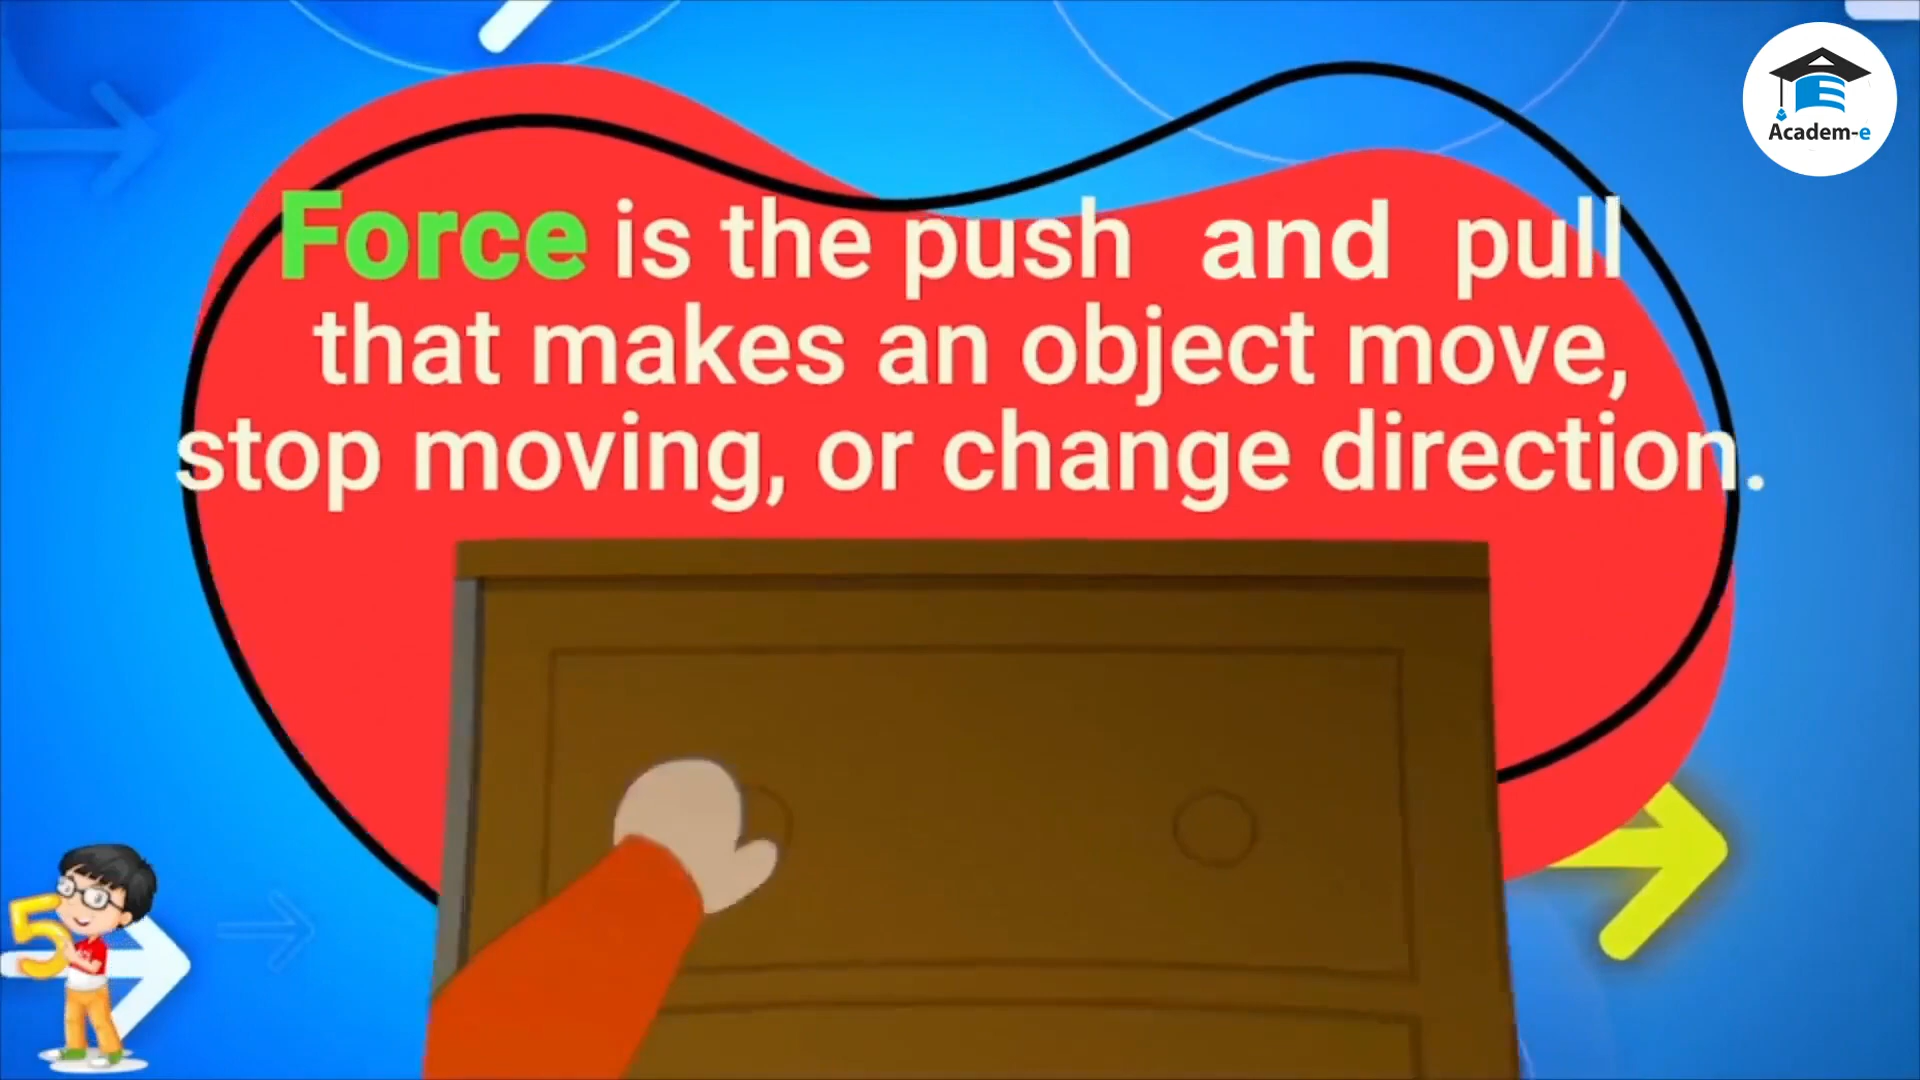 Academ-e
Force is the push and pull
that makes an object move,
stop moving, or change direction.
5